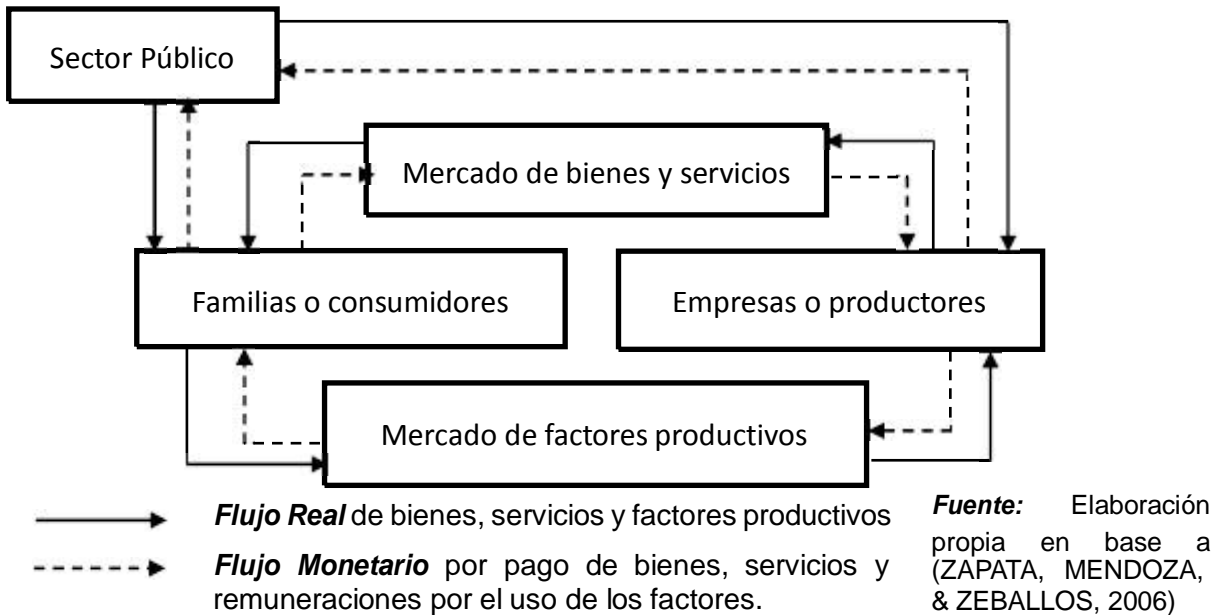 Sector Público
Mercado de bienes y servicios
Familias o consumidores
Empresas o productores
Mercado de factores productivos
Flujo Real de bienes, servicios y factores productivos
Flujo Monetario por pago de bienes, servicios y
remuneraciones por el uso de los factores.
Fuente: Elaboración
propia en base a
(ZAPATA, MENDOZA,
& ZEBALLOS, 2006)